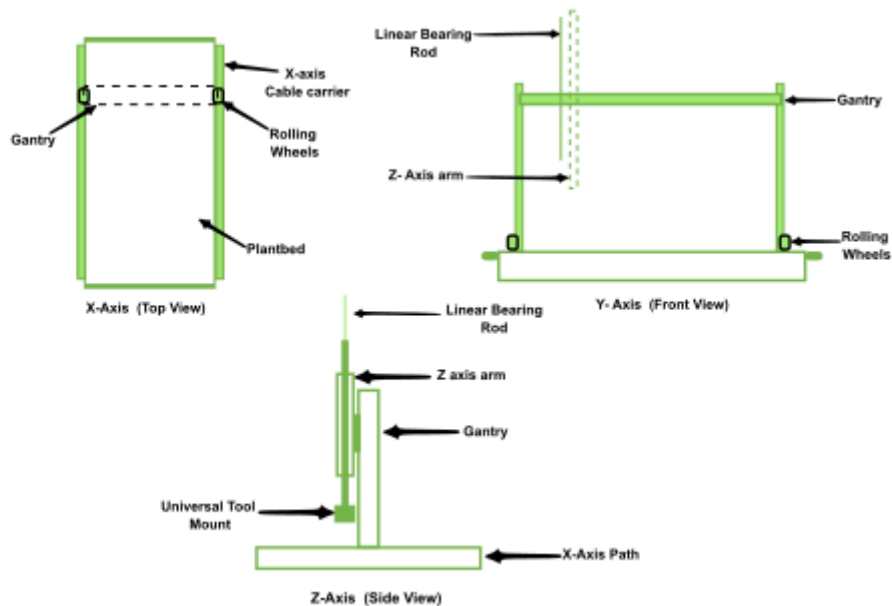 X-axis
Cable carrier
Gantry
Rolling
Wheels
Plantbed
X-Axis (Top View)
Linear Bearing
Rod
Gantry
Z- Axis arm
Rolling
Wheels
Y- Axis (Front View)
Linear Bearing
Rod
Z axis arm
Gantry
Universal Tool
Mount
X-Axis Path
Z-Axis (Side View)